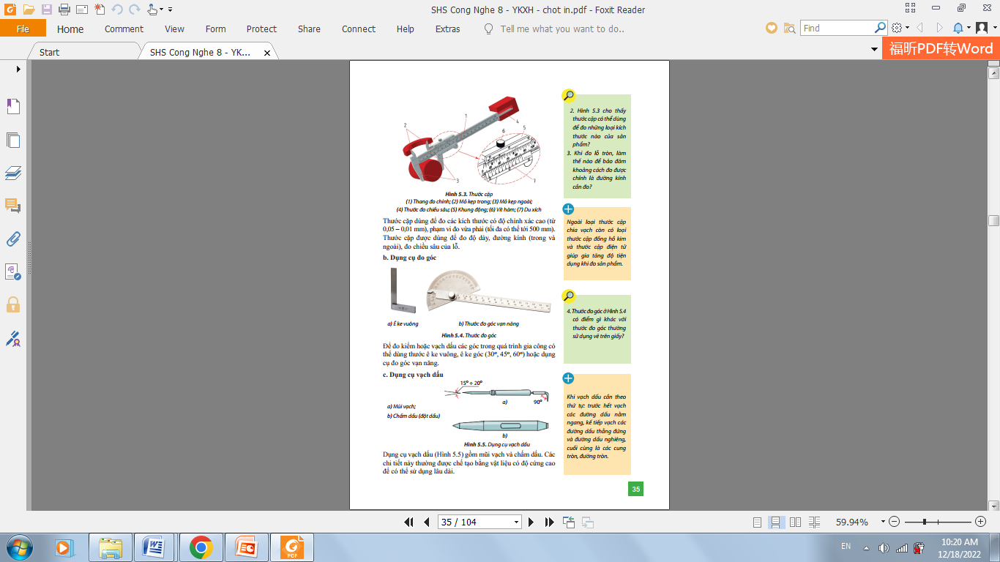 SHS Cong Nghe 8 - YKXH - chot in.pdf - Foxit Reader
File Home Comment View Form Protect Share Connect Help Extras Tell me what you want to do.. Find
Start SHS Cong Nghe 8 - YK... 福昕PDF转Word
1
2
3
4
5
6
7
Hình 5.3. Thước cặp
(1) Thang đo chính; (2) Mỏ kẹp trong; (3) Mỏ kẹp ngoài;
(4) Thước đo chiều sâu; (5) Khung động; (6) Vít hãm; (7) Du xích
Thước cặp dùng để đo các kích thước có độ chính xác cao (từ
0,05 – 0,01 mm), phạm vi đo vừa phải (tối đa có thể tới 500 mm).
Thước cặp được dùng để đo độ dày, đường kính (trong và
ngoài), đo chiều sâu của lỗ.
b. Dụng cụ đo góc
a) Ê ke vuông b) Thước đo góc vạn năng
Hình 5.4. Thước đo góc
Để đo kiểm hoặc vạch dấu các góc trong quá trình gia công có
thể dùng thước ê ke vuông, ê ke góc (30º, 45º, 60º) hoặc dụng
cụ đo góc vạn năng.
c. Dụng cụ vạch dấu
15º ÷ 20º
a) 90º
a) Mũi vạch;
b) Chấm dấu (đột dấu)
b)
Hình 5.5. Dụng cụ vạch dấu
Dụng cụ vạch dấu (Hình 5.5) gồm mũi vạch và chấm dấu. Các
chi tiết này thường được chế tạo bằng vật liệu có độ cứng cao
để có thể sử dụng lâu dài.
2. Hình 5.3 cho thấy
thước cặp có thể dùng
để đo những loại kích
thước nào của sản
phẩm?
3. Khi đo lỗ tròn, làm
thế nào để bảo đảm
khoảng cách đo được
chính là đường kính
cần đo?
Ngoài loại thước cặp
chia vạch còn có loại
thước cặp đồng hồ kim
và thước cặp điện tử
giúp gia tăng độ tiện
dụng khi đo sản phẩm.
4. Thước đo góc ở Hình 5.4
có điểm gì khác với
thước đo góc thường
sử dụng vẽ trên giấy?
Khi vạch dấu cần theo
thứ tự: trước hết vạch
các đường dấu nằm
ngang, kế tiếp vạch các
đường dấu thẳng đứng
và đường dấu nghiêng,
cuối cùng là các cung
tròn, đường tròn.
35
35 / 104 59.94%
PDF
EN
10:20 AM
12/18/2022